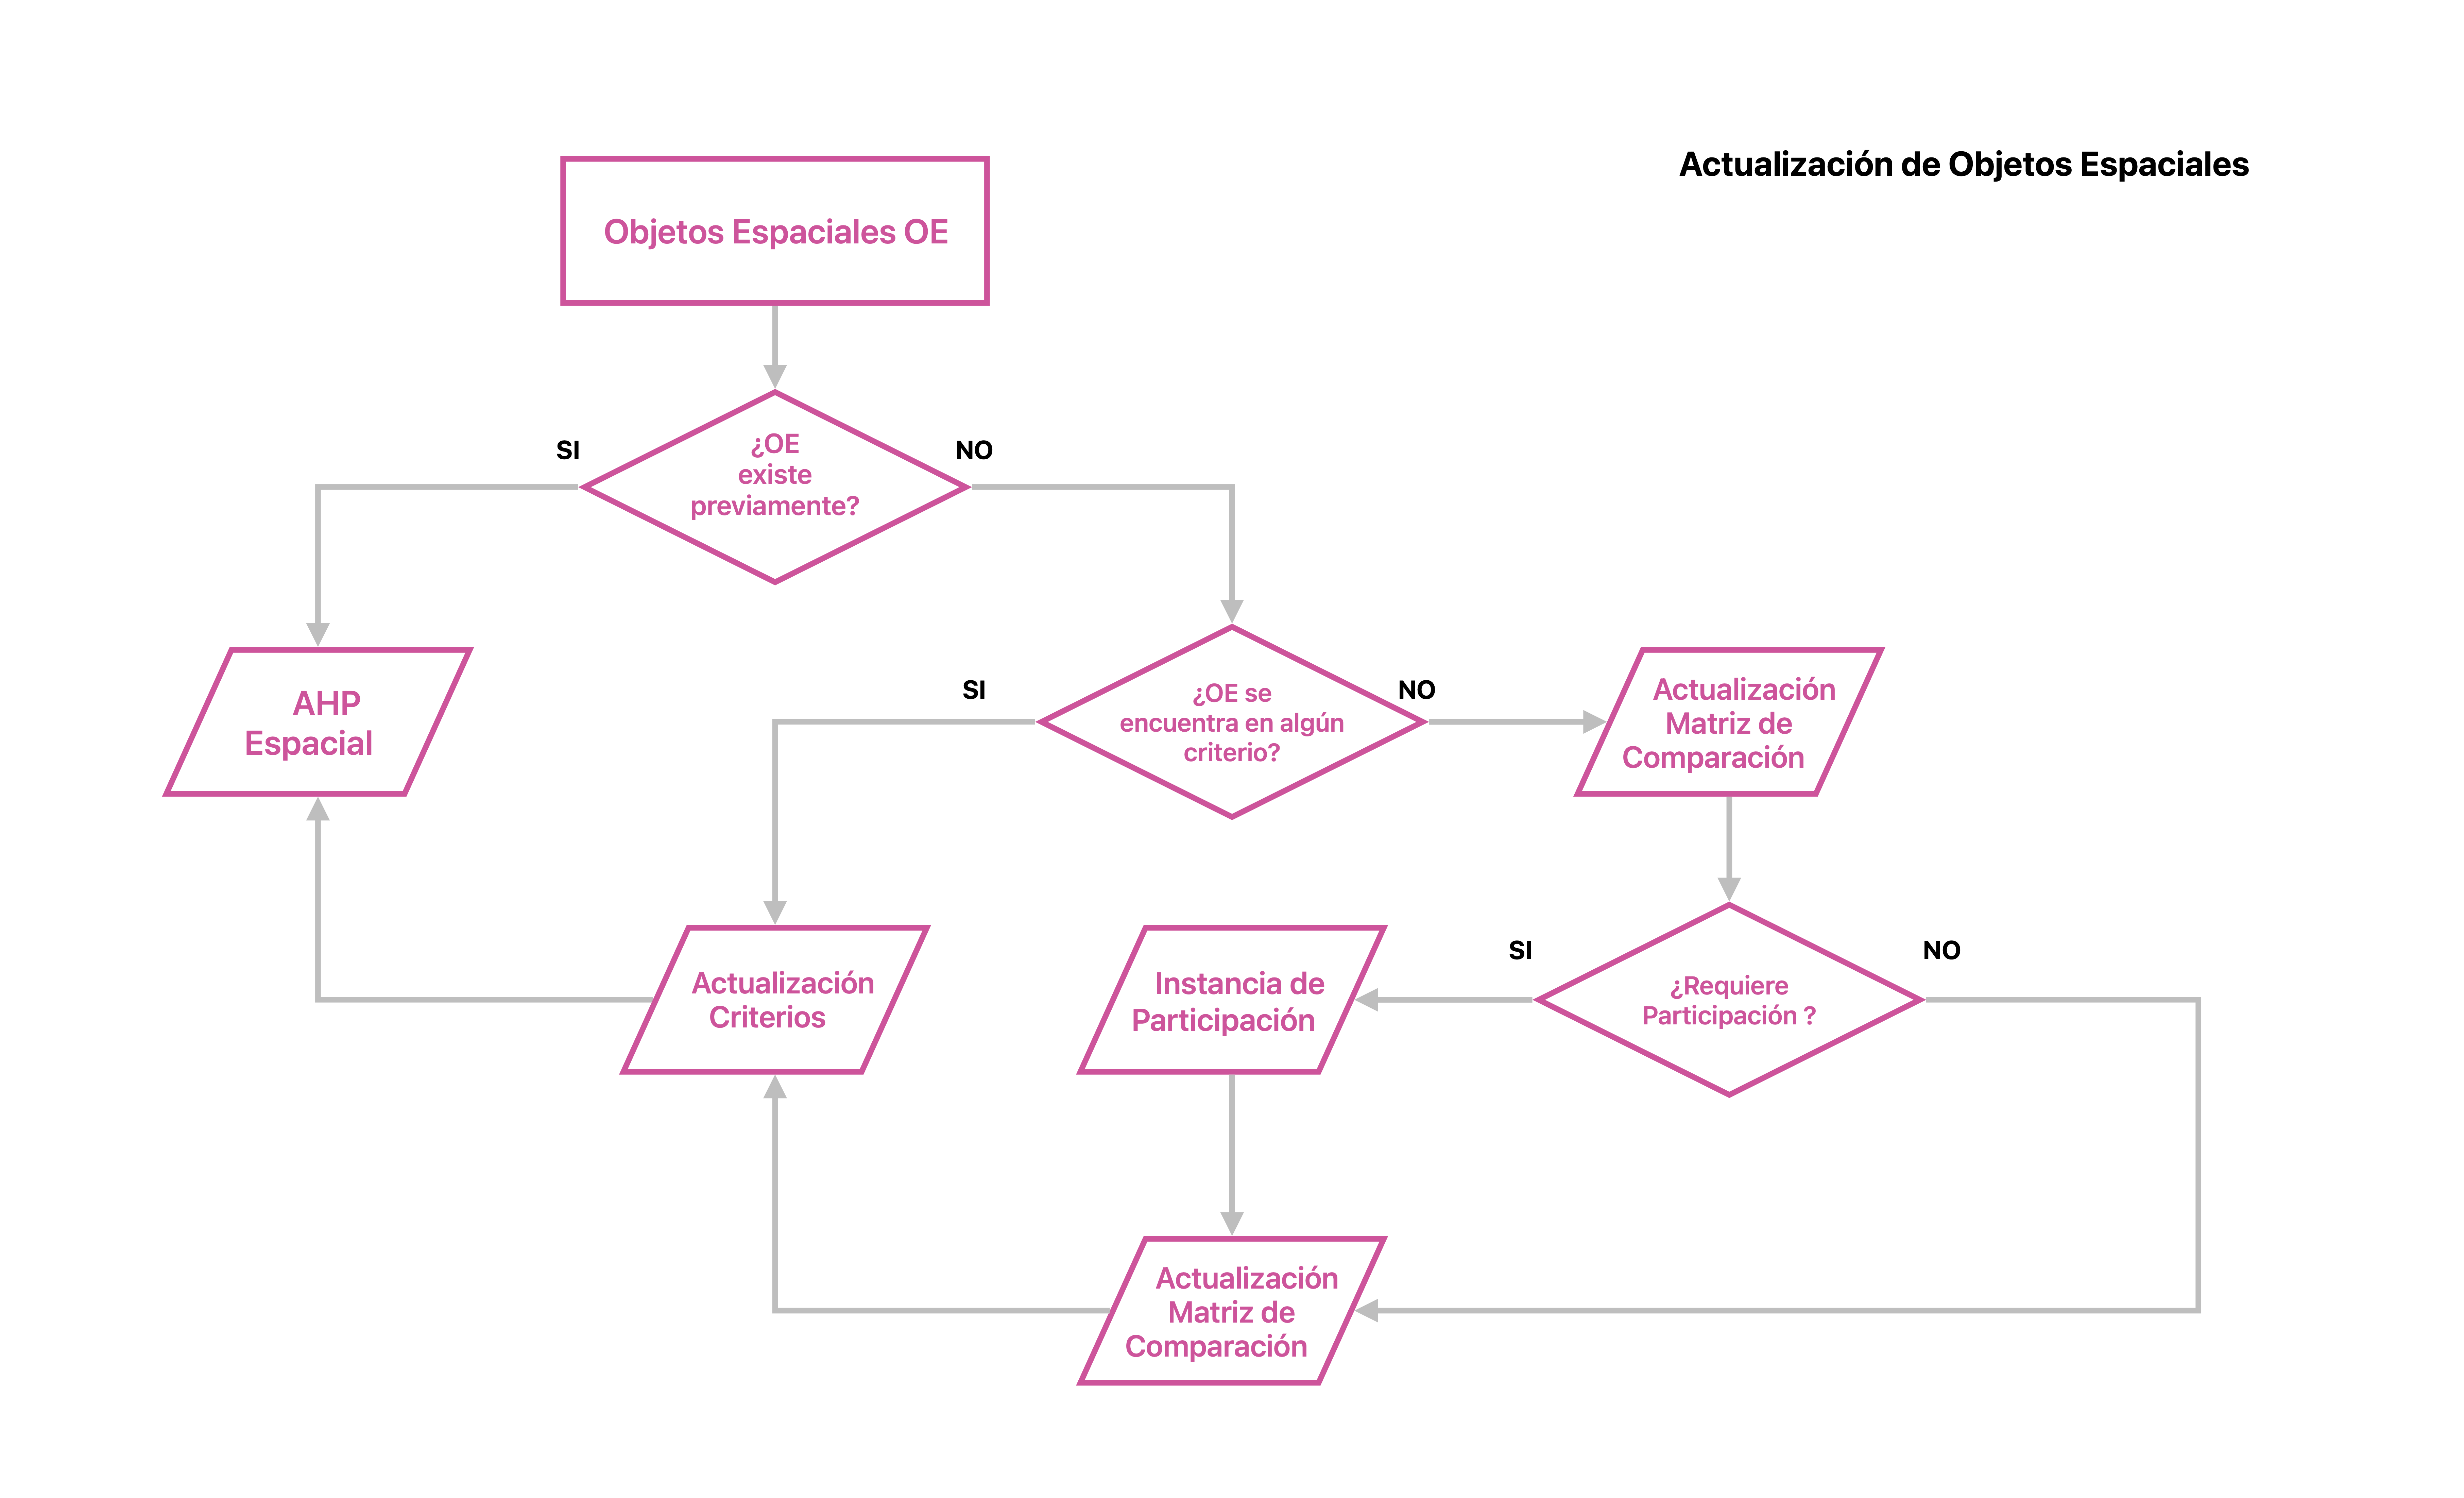 Actualización de Objetos Espaciales
Objetos Espaciales OE
¿OE
existe
previamente?
SI
NO
AHP
Espacial
¿OE se
encuentra en algún
criterio?
SI
NO
Actualización
Matriz de
Comparación
Actualización
Criterios
Instancia de
Participación
SI
¿Requiere
Participación ?
NO
Actualización
Matriz de
Comparación